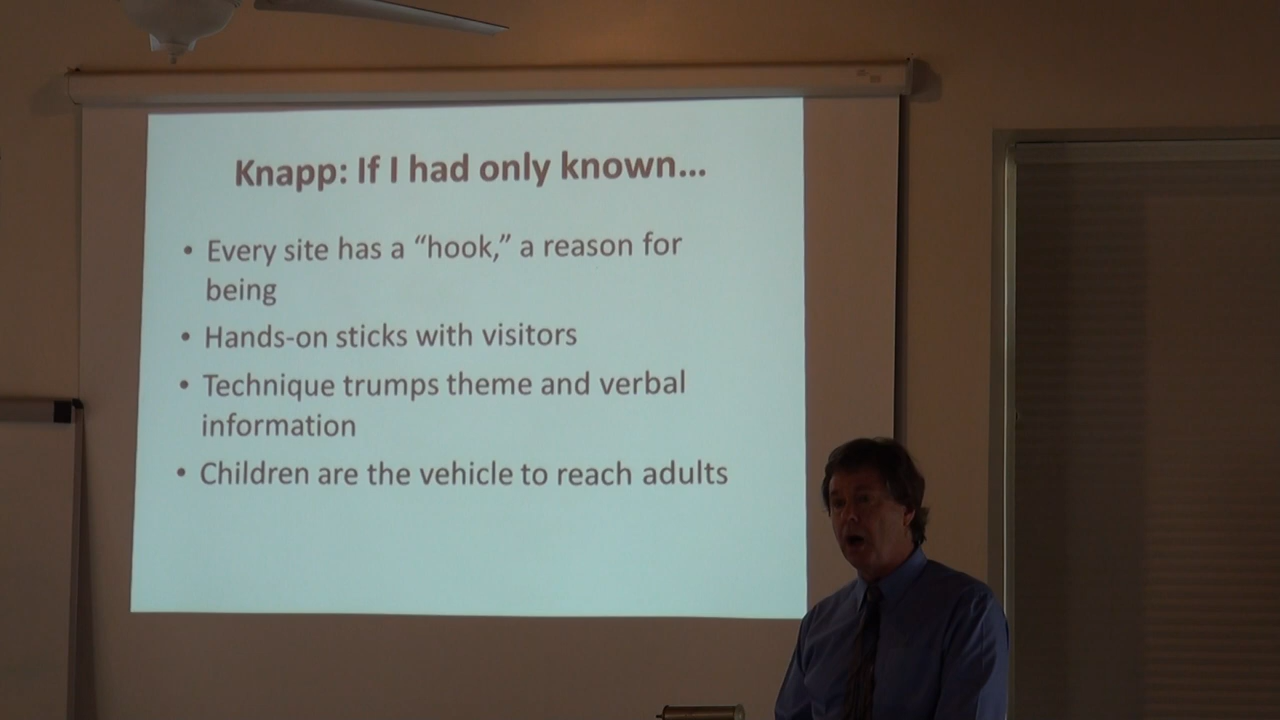 Knapp: If I had only known...
• Every site has a “hook,” a reason for
being
• Hands-on sticks with visitors
• Technique trumps theme and verbal
information
• Children are the vehicle to reach adults